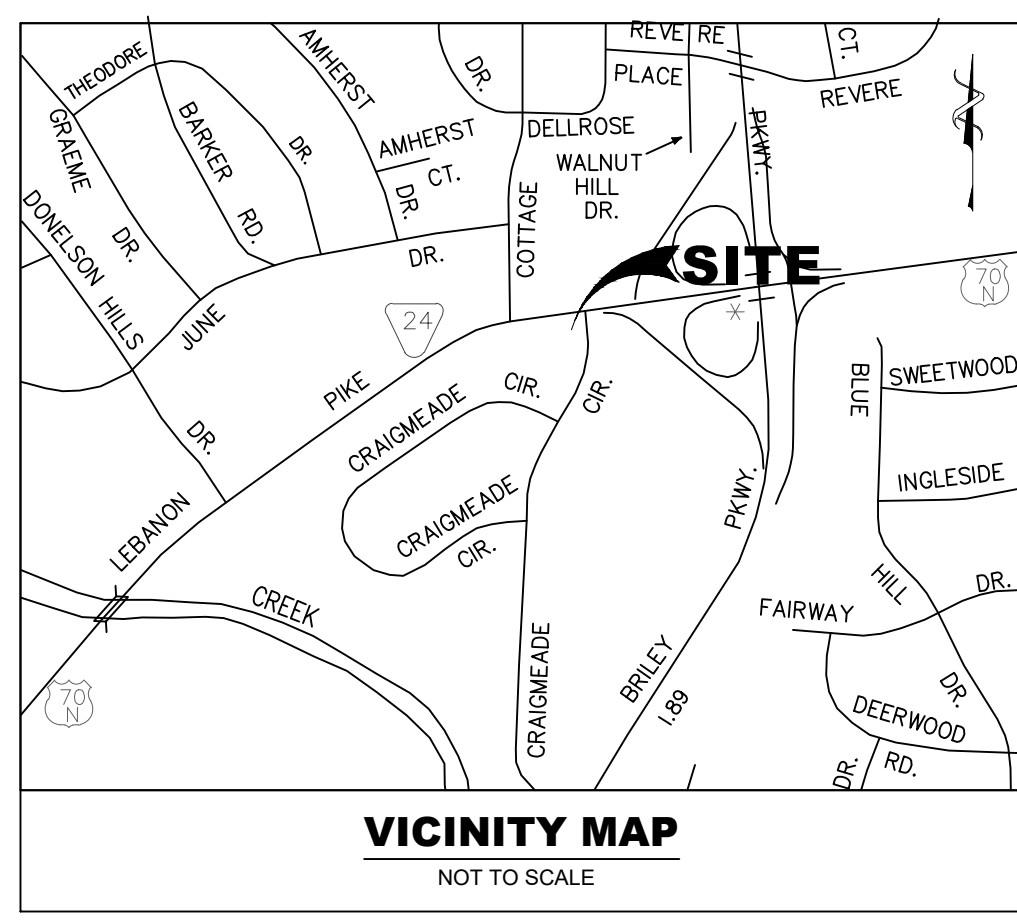 REVE RE
PLACE
CT.
REVERE
THEODORE
DR.
AMHERST
DR.
BARKER
RD.
GRAEME
DR.
AMHERST
CT.
DR.
DELLROSE
WALNUT
HILL
DR.
PKWY.
DONELSON
HILLS
DR.
COTTAGE
DR.
JUNE
SITE
70
N
24
*
PIKE
CRAIGMEADE
CIR.
CIR.
BLUE
SWEETWOOD
INGLESIDE
CRAIGMEADE
CIR.
PKWY.
LEBANON
CREEK
HILL
DR.
FAIRWAY
DR.
CRAIGMEADE
BRILEY
1.89
DEERWOOD
DR.
RD.
70
N
VICINITY MAP
NOT TO SCALE